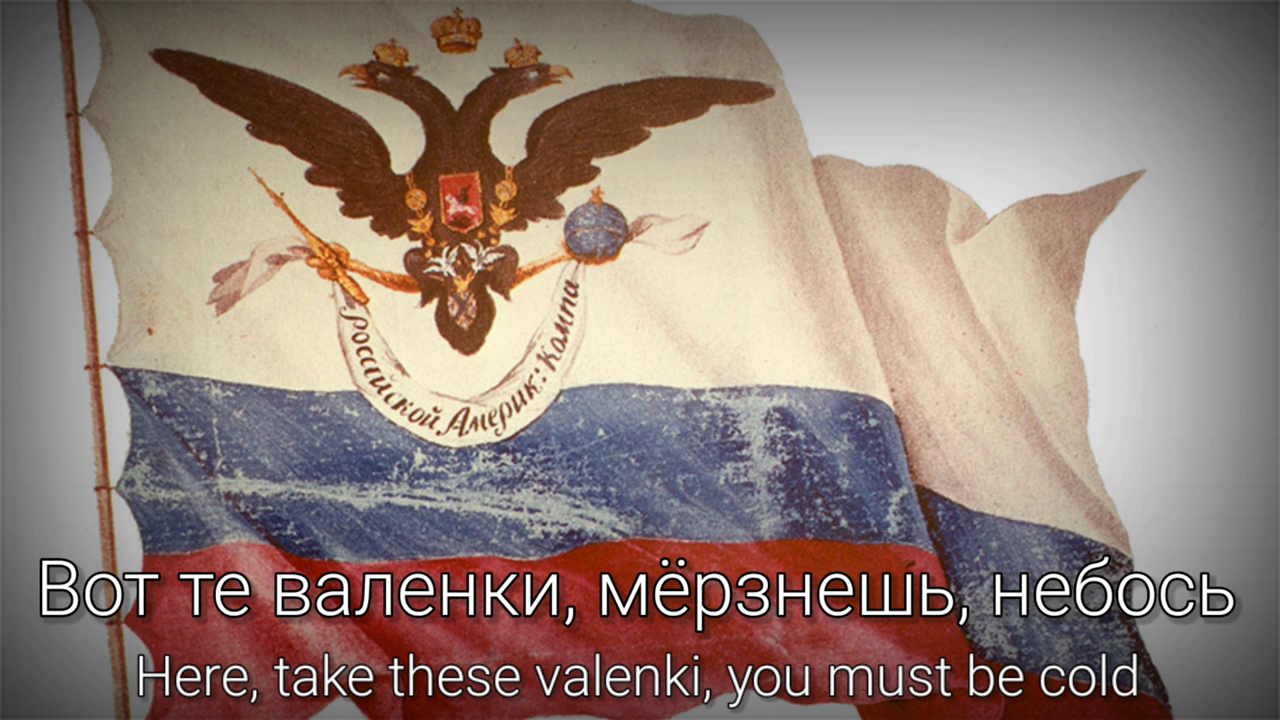 Россійской Америк: Компа
Вот те валенки, мёрзнешь, небось
Here, take these valenki, you must be cold